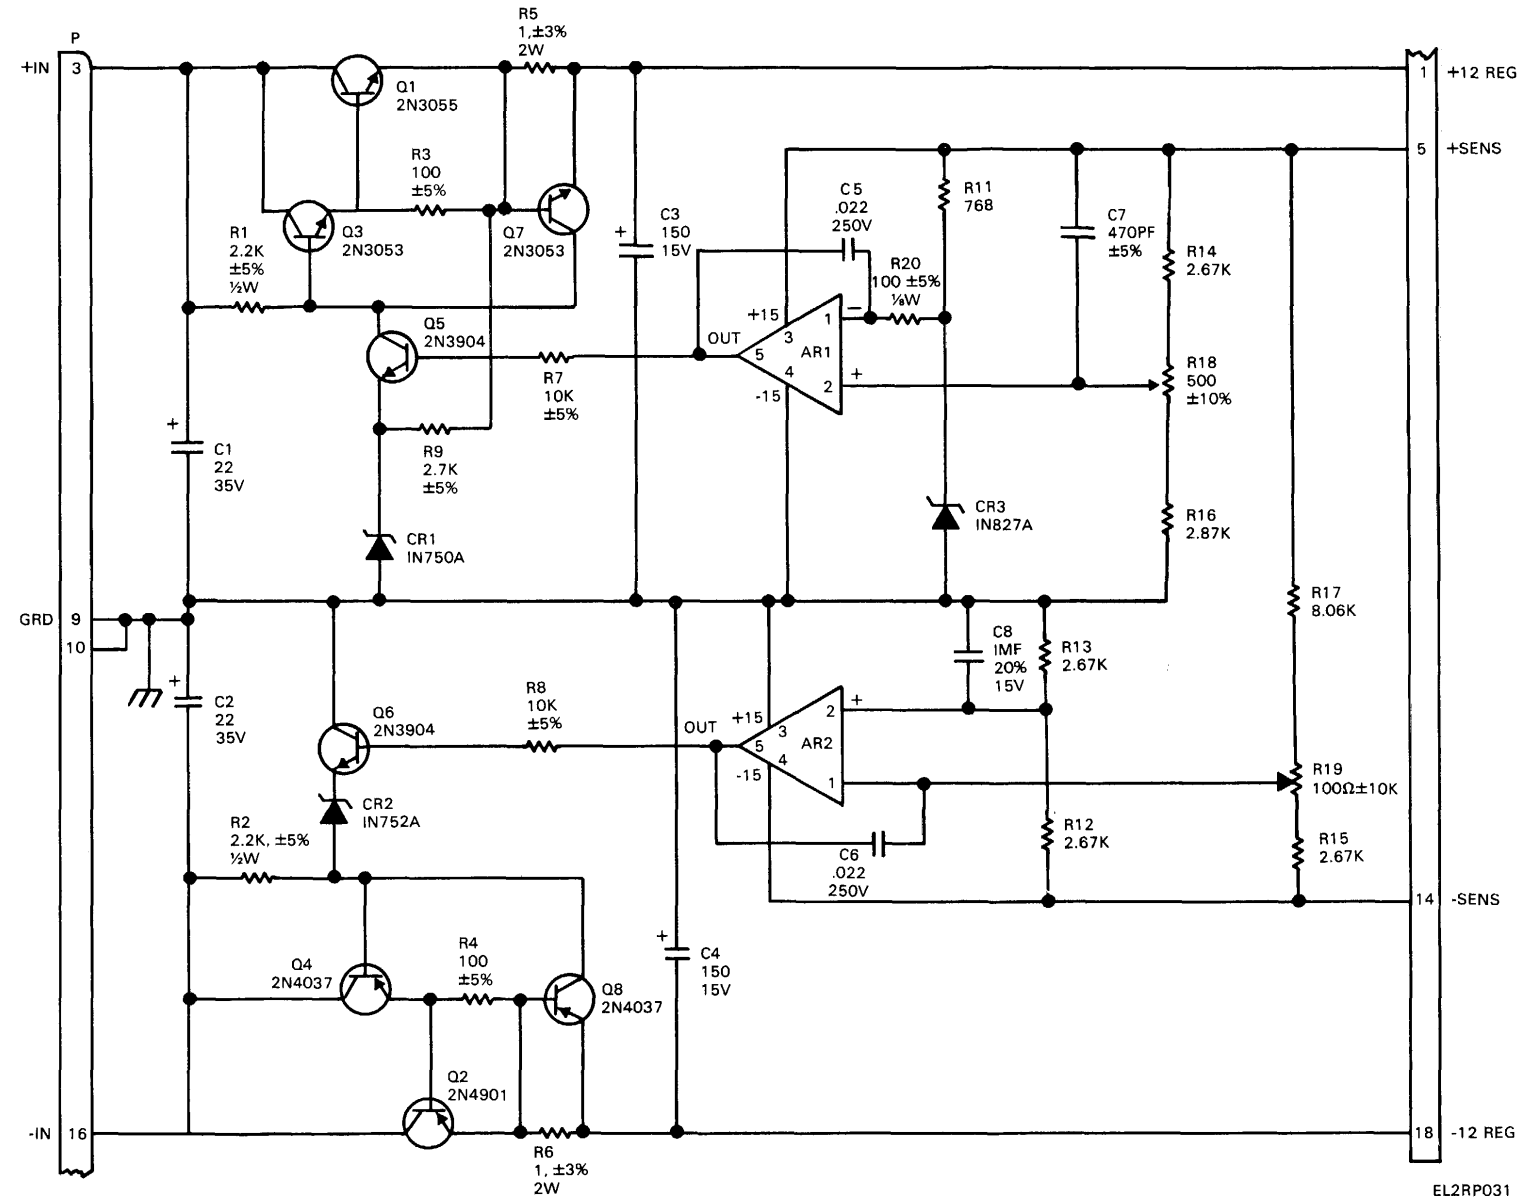 P
+IN
3
R5
1,±3%
2W
Q1
2N3055
1
+12 REG
5
+SENS
R3
100
±5%
R1
2.2K
±5%
½W
Q3
2N3053
Q7
2N3053
+
C3
150
15V
C5
.022
250V
R11
768
C7
470PF
±5%
R14
2.67K
R20
100 ±5%
⅛W
Q5
2N3904
OUT
+15
3
5
4
-15
AR1
1
−
2
+
R18
500
±10%
R7
10K
±5%
R9
2.7K
±5%
+
C1
22
35V
CR1
IN750A
CR3
IN827A
R16
2.87K
GRD
9
10
R17
8.06K
C8
IMF
20%
15V
R13
2.67K
+
C2
22
35V
Q6
2N3904
R8
10K
±5%
OUT
+15
3
5
4
-15
AR2
2
+
1
R19
100Ω±10K
CR2
IN752A
R2
2.2K, ±5%
½W
C6
.022
250V
R12
2.67K
R15
2.67K
14
-SENS
+
C4
150
15V
Q4
2N4037
R4
100
±5%
Q8
2N4037
Q2
2N4901
-IN
16
R6
1, ±3%
2W
18
-12 REG
EL2RP031